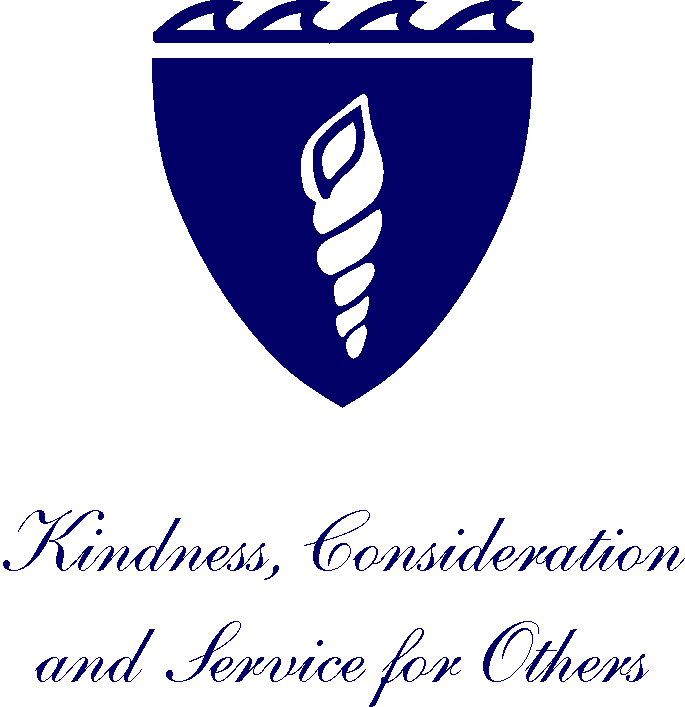 Kindness, Consideration
and Service for Others